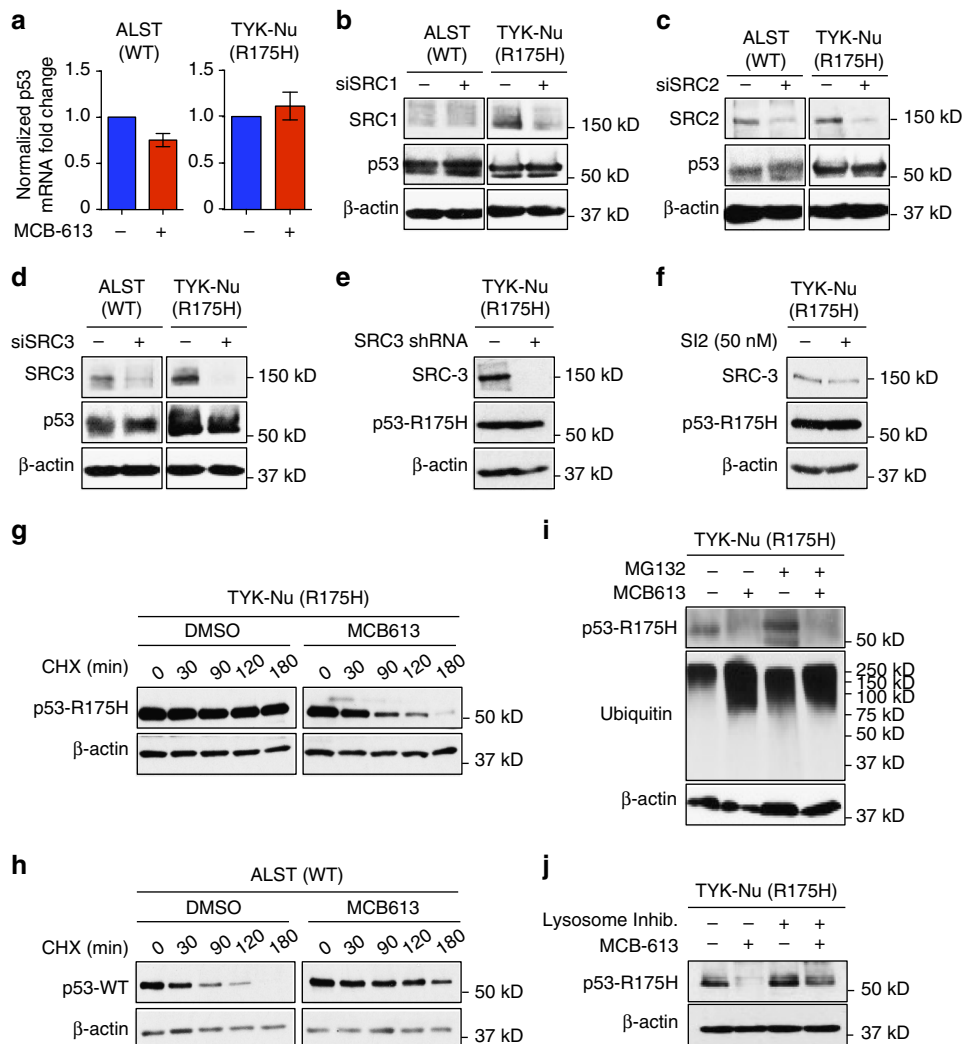 a
ALST (WT)
TYK-Nu (R175H)
Normalized p53 mRNA fold change
1.5
1.0
0.5
0
1.5
1.0
0.5
0
MCB-613 – + – +
b
ALST (WT)
TYK-Nu (R175H)
siSRC1 – + – +
SRC1
150 kD
p53
50 kD
β-actin
37 kD
c
ALST (WT)
TYK-Nu (R175H)
siSRC2 – + – +
SRC2
150 kD
p53
50 kD
β-actin
37 kD
d
ALST (WT)
TYK-Nu (R175H)
siSRC3 – + – +
SRC3
150 kD
p53
50 kD
β-actin
37 kD
e
TYK-Nu (R175H)
SRC3 shRNA – +
SRC-3
150 kD
p53-R175H
50 kD
β-actin
37 kD
f
TYK-Nu (R175H)
SI2 (50 nM) – +
SRC-3
150 kD
p53-R175H
50 kD
β-actin
37 kD
g
TYK-Nu (R175H)
DMSO MCB613
CHX (min) 0 30 90 120 180 0 30 90 120 180
p53-R175H
50 kD
β-actin
37 kD
h
ALST (WT)
DMSO MCB613
CHX (min) 0 30 90 120 180 0 30 90 120 180
p53-WT
50 kD
β-actin
37 kD
i
TYK-Nu (R175H)
MG132 – – + +
MCB613 – + – +
p53-R175H
50 kD
Ubiquitin
250 kD
150 kD
100 kD
75 kD
50 kD
37 kD
β-actin
37 kD
j
TYK-Nu (R175H)
Lysosome Inhib. – – + +
MCB-613 – + – +
p53-R175H
50 kD
β-actin
37 kD